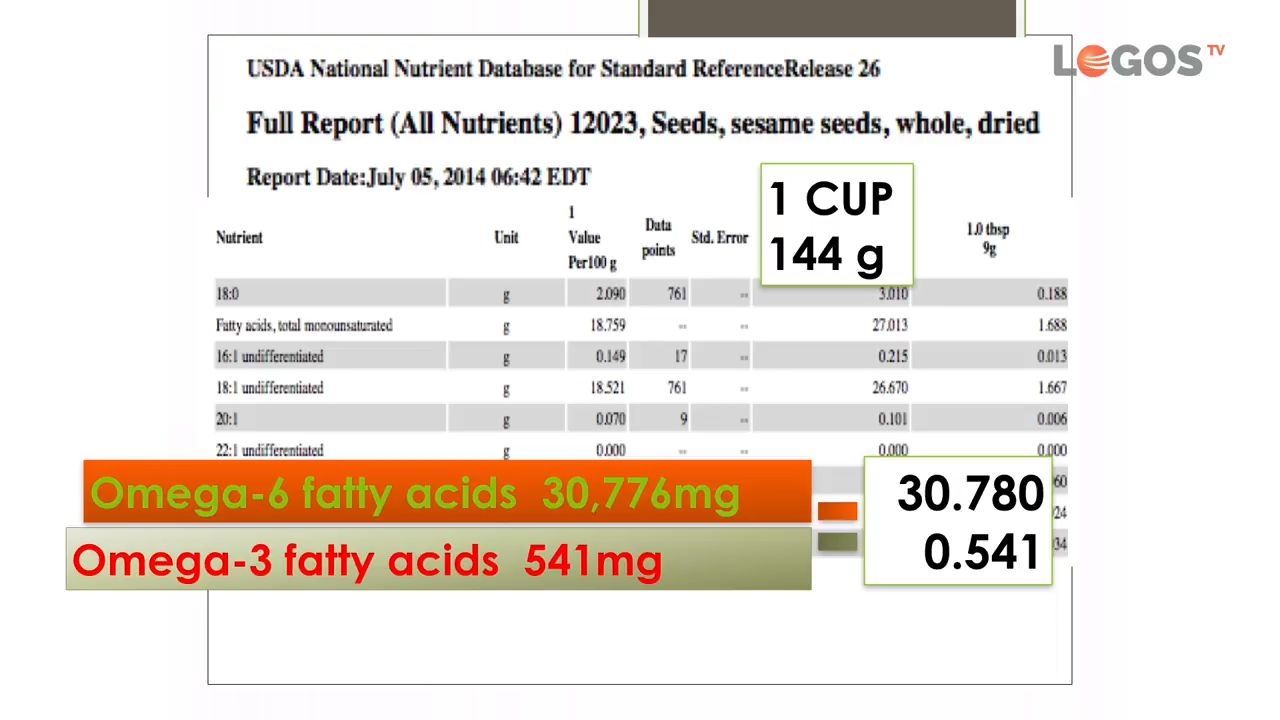 LOGOS TV
USDA National Nutrient Database for Standard ReferenceRelease 26
Full Report (All Nutrients) 12023, Seeds, sesame seeds, whole, dried
Report Date:July 05, 2014 06:42 EDT
Nutrient Unit 1 Value Per100 g Data points Std. Error 1 CUP 144 g 1.0 tbsp 9g
18:0 g 2.090 761 -- 3.010 0.188
Fatty acids, total monounsaturated g 18.759 -- -- 27.013 1.688
16:1 undifferentiated g 0.149 17 -- 0.215 0.013
18:1 undifferentiated g 18.521 761 -- 26.670 1.667
20:1 g 0.070 9 -- 0.101 0.006
22:1 undifferentiated g 0.000 -- -- 0.000 0.000
Omega-6 fatty acids 30,776mg 30.780
Omega-3 fatty acids 541mg 0.541